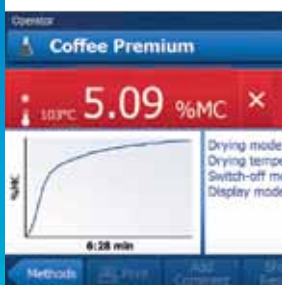 Operator
Coffee Premium
103°C 5.09 %MC ×
%MC
6:28 min
Drying mode
Drying tempe
Switch-off mo
Display mode
Methods
Print
Add
Comment